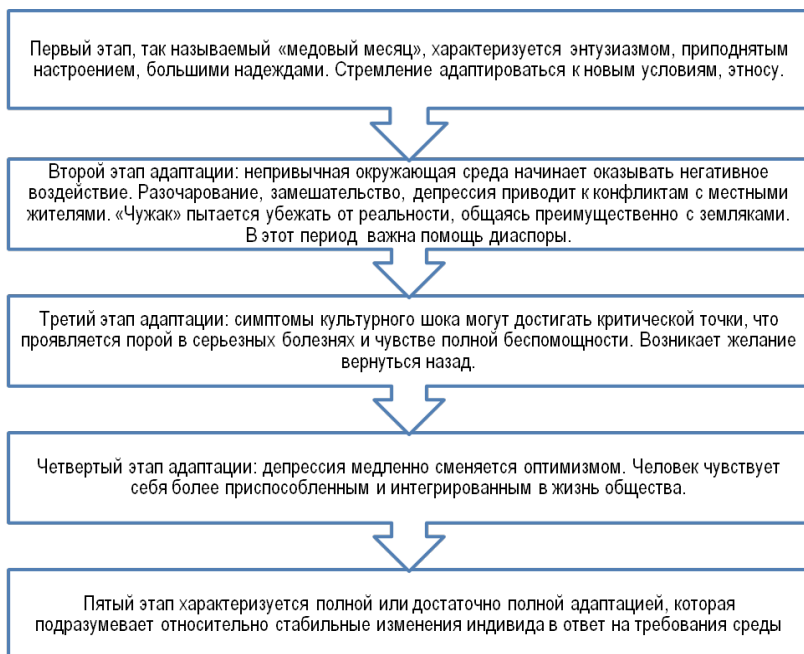 Первый этап, так называемый «медовый месяц», характеризуется энтузиазмом, приподнятым
настроением, большими надеждами. Стремление адаптироваться к новым условиям, этносу.
Второй этап адаптации: непривычная окружающая среда начинает оказывать негативное
воздействие. Разочарование, замешательство, депрессия приводит к конфликтам с местными
жителями. «Чужак» пытается убежать от реальности, общаясь преимущественно с земляками.
В этот период важна помощь диаспоры.
Третий этап адаптации: симптомы культурного шока могут достигать критической точки, что
проявляется порой в серьезных болезнях и чувстве полной беспомощности. Возникает желание
вернуться назад.
Четвертый этап адаптации: депрессия медленно сменяется оптимизмом. Человек чувствует
себя более приспособленным и интегрированным в жизнь общества.
Пятый этап характеризуется полной или достаточно полной адаптацией, которая
подразумевает относительно стабильные изменения индивида в ответ на требования среды